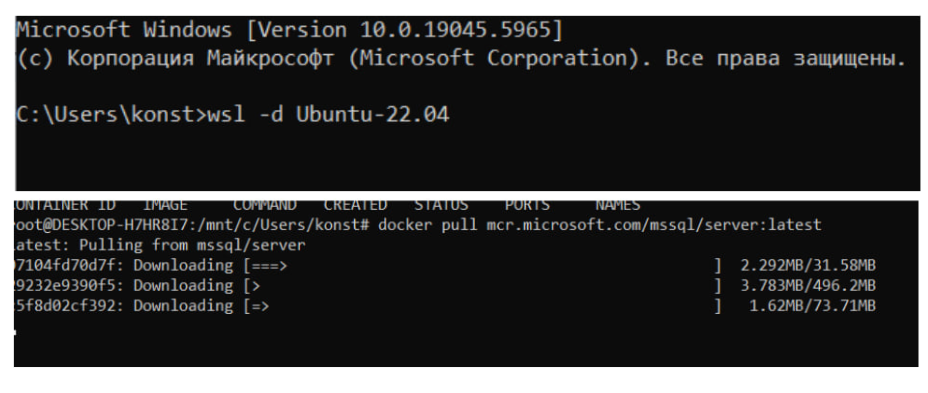 Microsoft Windows [Version 10.0.19045.5965]
(c) Корпорация Майкрософт (Microsoft Corporation). Все права защищены.
C:\Users\konst>wsl -d Ubuntu-22.04
ONTAINER ID IMAGE COMMAND CREATED STATUS PORTS NAMES
root@DESKTOP-H7HR8I7:/mnt/c/Users/konst# docker pull mcr.microsoft.com/mssql/server:latest
latest: Pulling from mssql/server
7104fd70d7f: Downloading [===> ] 2.292MB/31.58MB
9232e9390f5: Downloading [> ] 3.783MB/496.2MB
5f8d02cf392: Downloading [=> ] 1.62MB/73.71MB